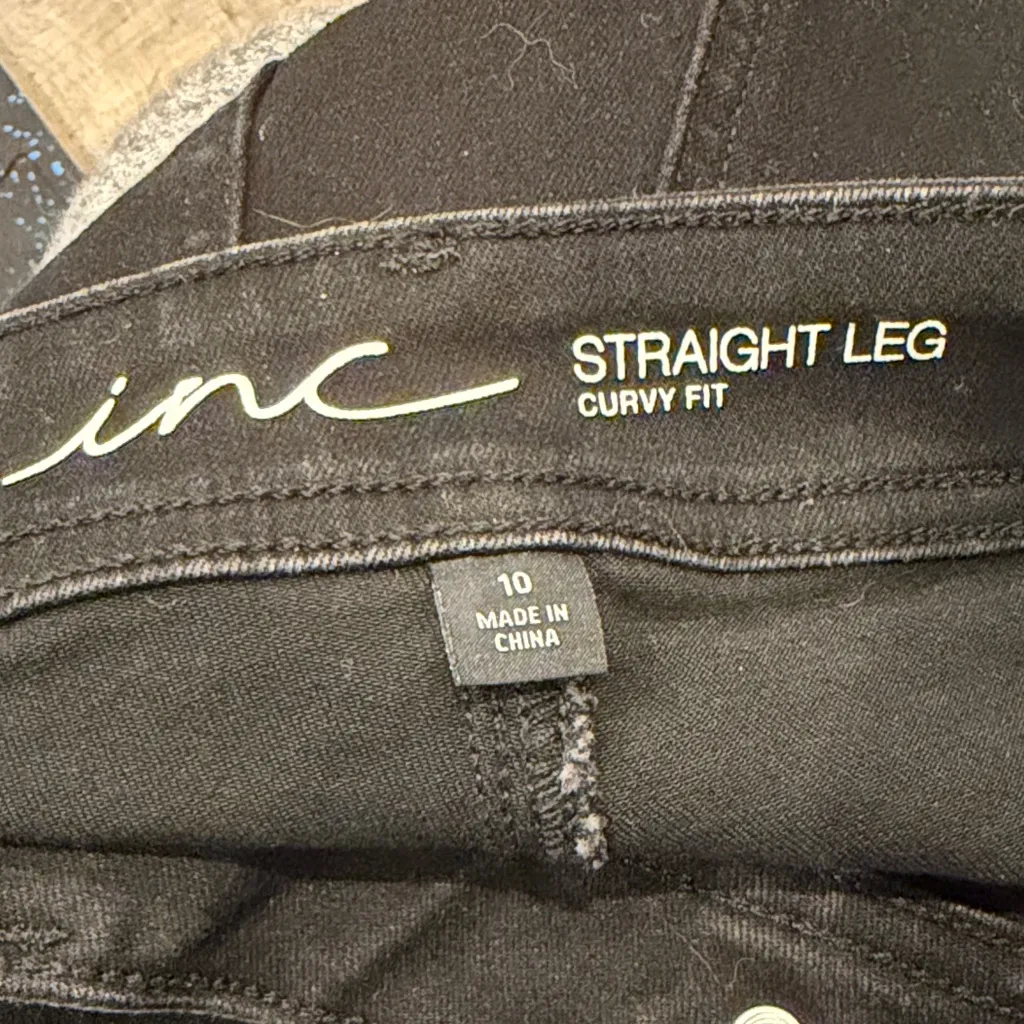 inc
STRAIGHT LEG
CURVY FIT
10
MADE IN
CHINA